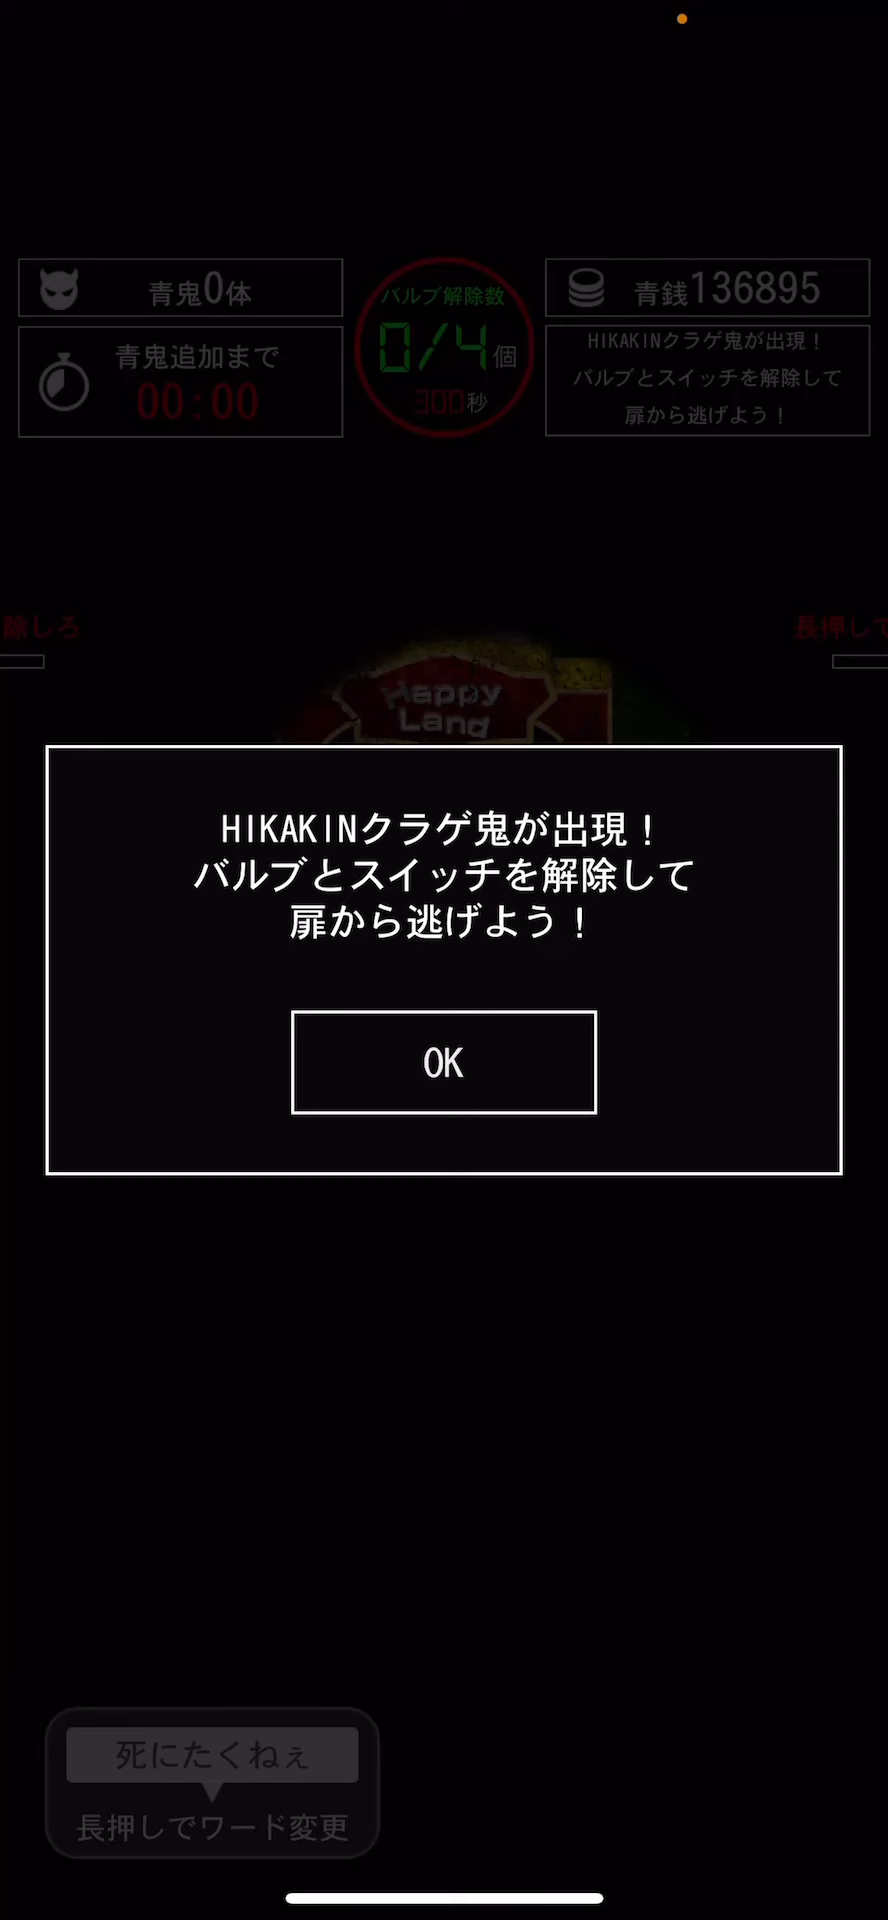 青鬼0体
青鬼追加まで
00:00
バルブ解除数
0/4個
300秒
青銭136895
HIKAKINクラゲ鬼が出現！
バルブとスイッチを解除して
扉から逃げよう！
除しろ
長押して
Happy
Land
HIKAKINクラゲ鬼が出現！
バルブとスイッチを解除して
扉から逃げよう！
OK
死にたくねぇ
長押しでワード変更